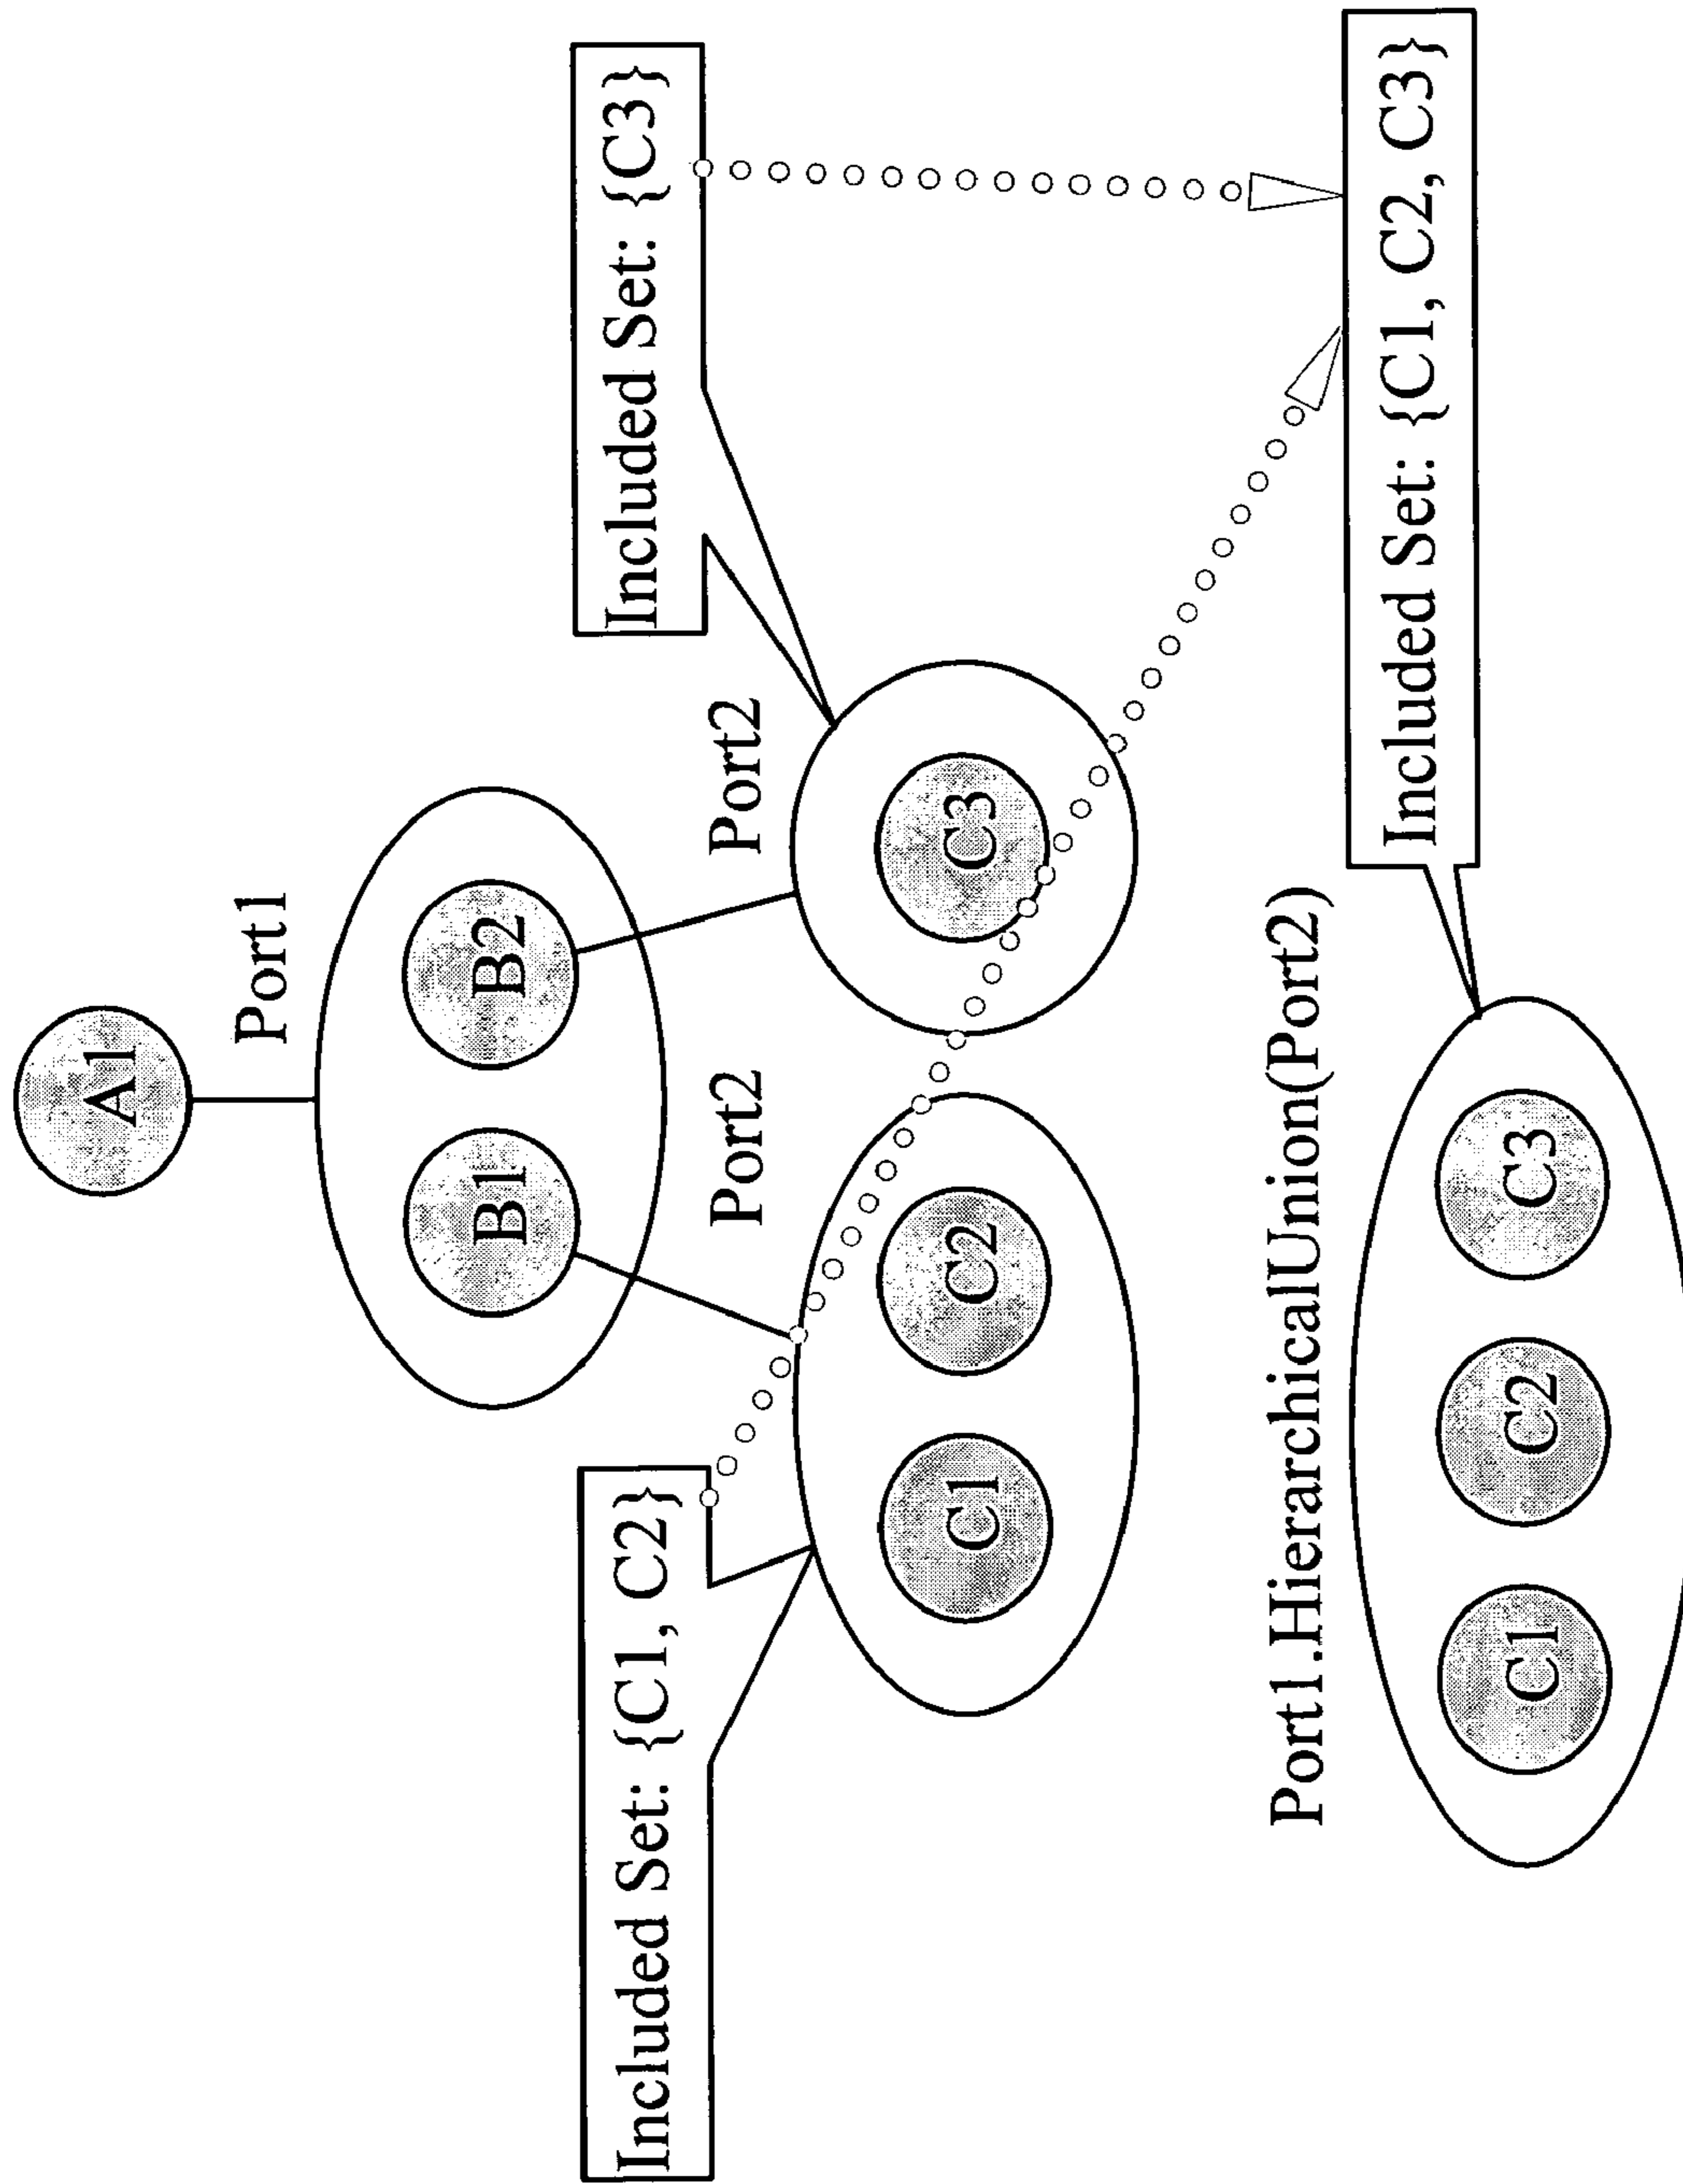 A1
Port1
B1
B2
Included Set: {C1, C2}
Port2
Port2
Included Set: {C3}
C1
C2
C3
Port1.HierarchicalUnion(Port2)
C1
C2
C3
Included Set: {C1, C2, C3}